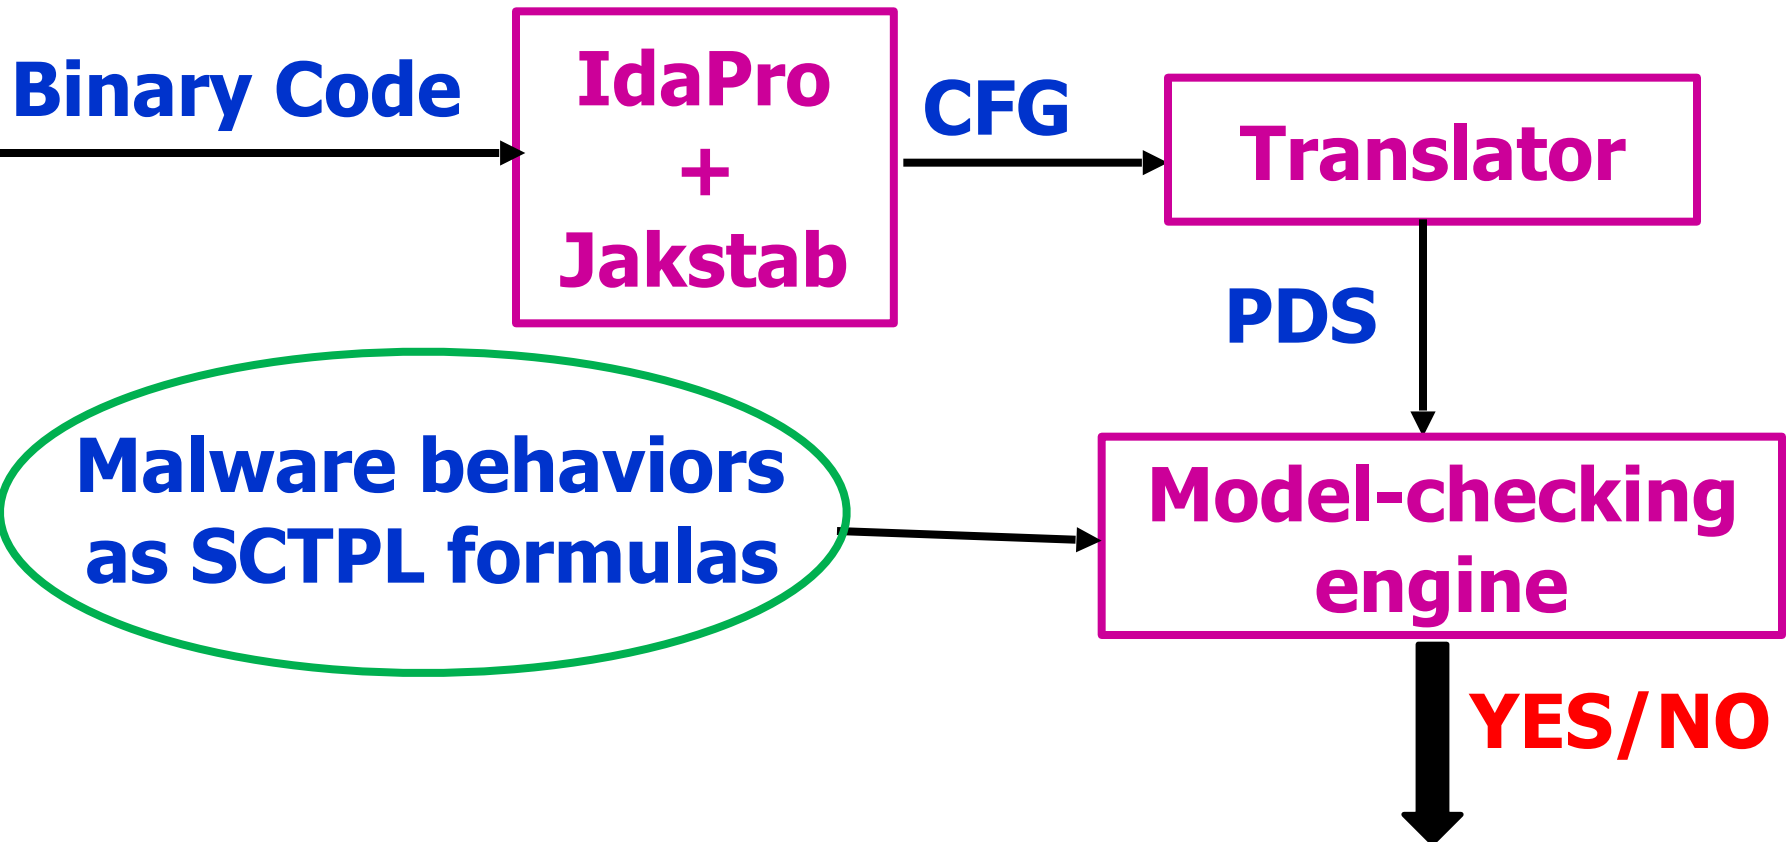 Binary Code
IdaPro
+
Jakstab
CFG
Translator
PDS
Malware behaviors
as SCTPL formulas
Model-checking
engine
YES/NO